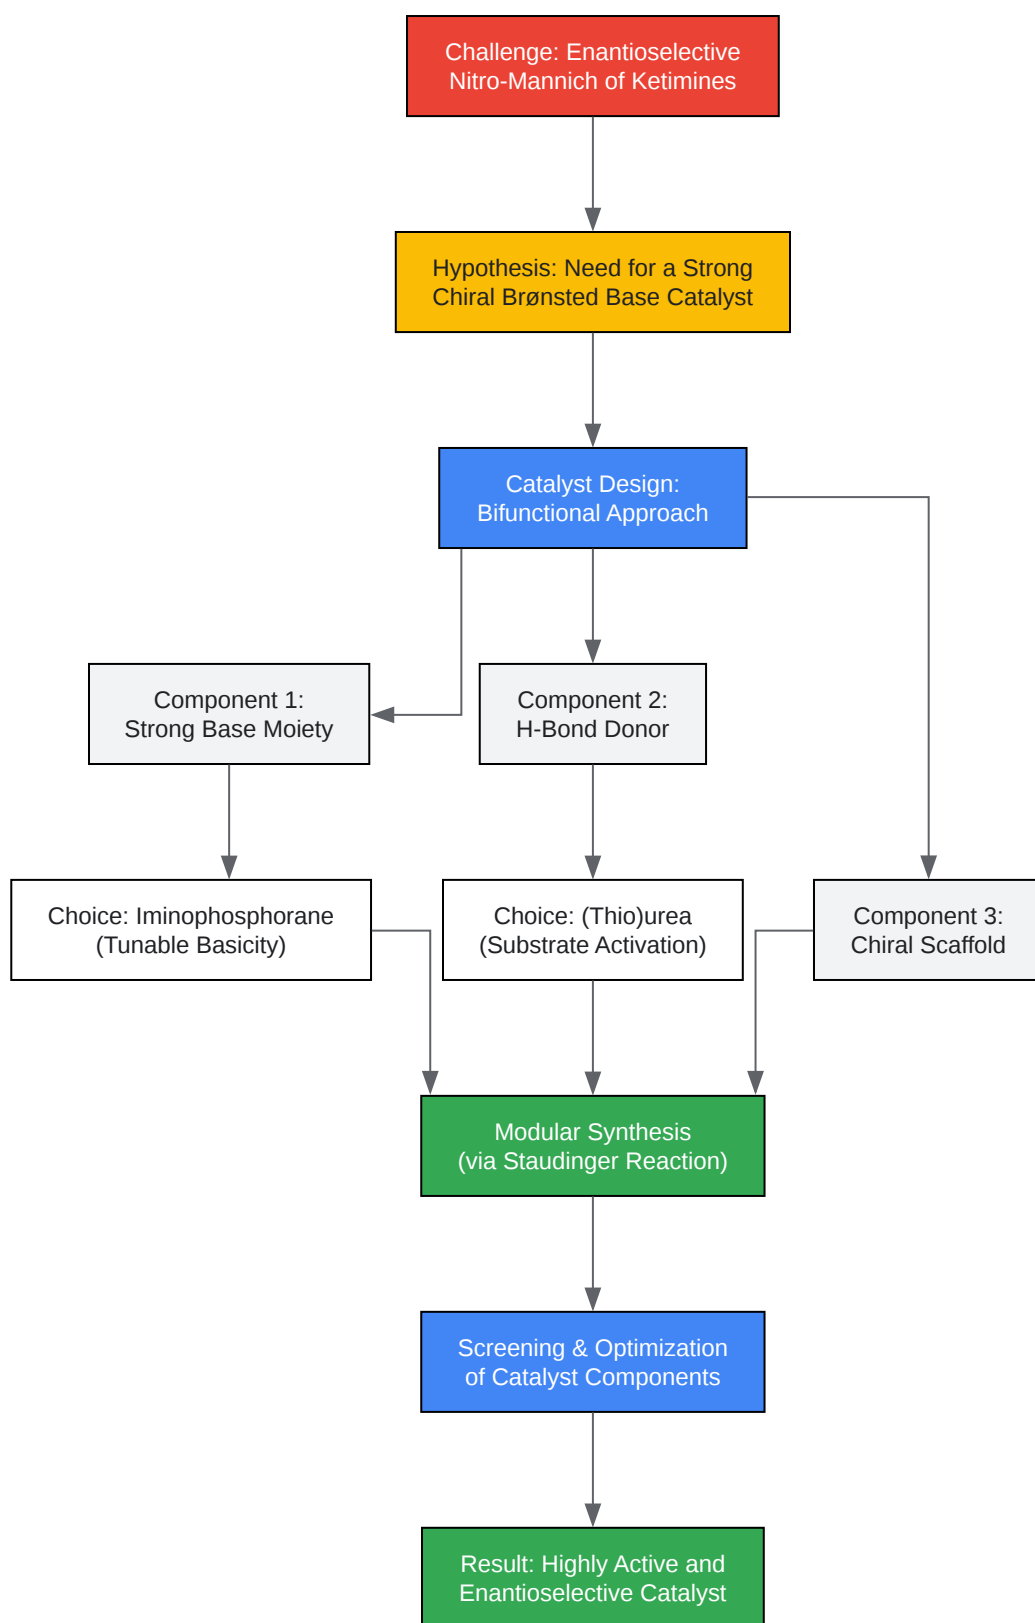 Challenge: Enantioselective
Nitro-Mannich of Ketimines
Hypothesis: Need for a Strong
Chiral Brønsted Base Catalyst
Catalyst Design:
Bifunctional Approach
Component 1:
Strong Base Moiety
Component 2:
H-Bond Donor
Choice: Iminophosphorane
(Tunable Basicity)
Choice: (Thio)urea
(Substrate Activation)
Component 3:
Chiral Scaffold
Modular Synthesis
(via Staudinger Reaction)
Screening & Optimization
of Catalyst Components
Result: Highly Active and
Enantioselective Catalyst